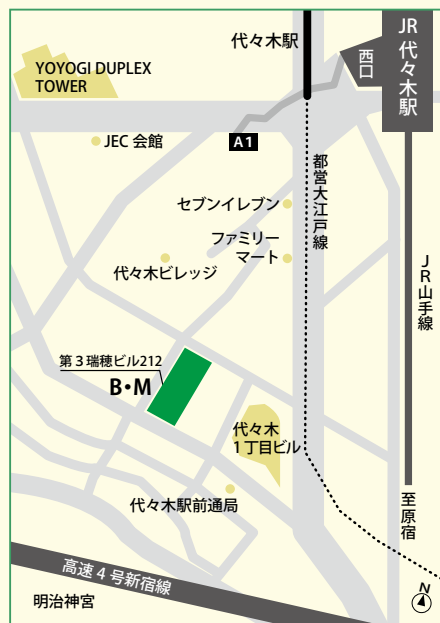 代々木駅
JR
代々木駅
西口
YOYOGI DUPLEX
TOWER
JEC 会館
A1
都営大江戸線
セブンイレブン
ファミリー
マート
代々木ビレッジ
JR山手線
第3瑞穂ビル212
B・M
代々木
1丁目ビル
代々木駅前通局
至原宿
高速4号新宿線
明治神宮
N